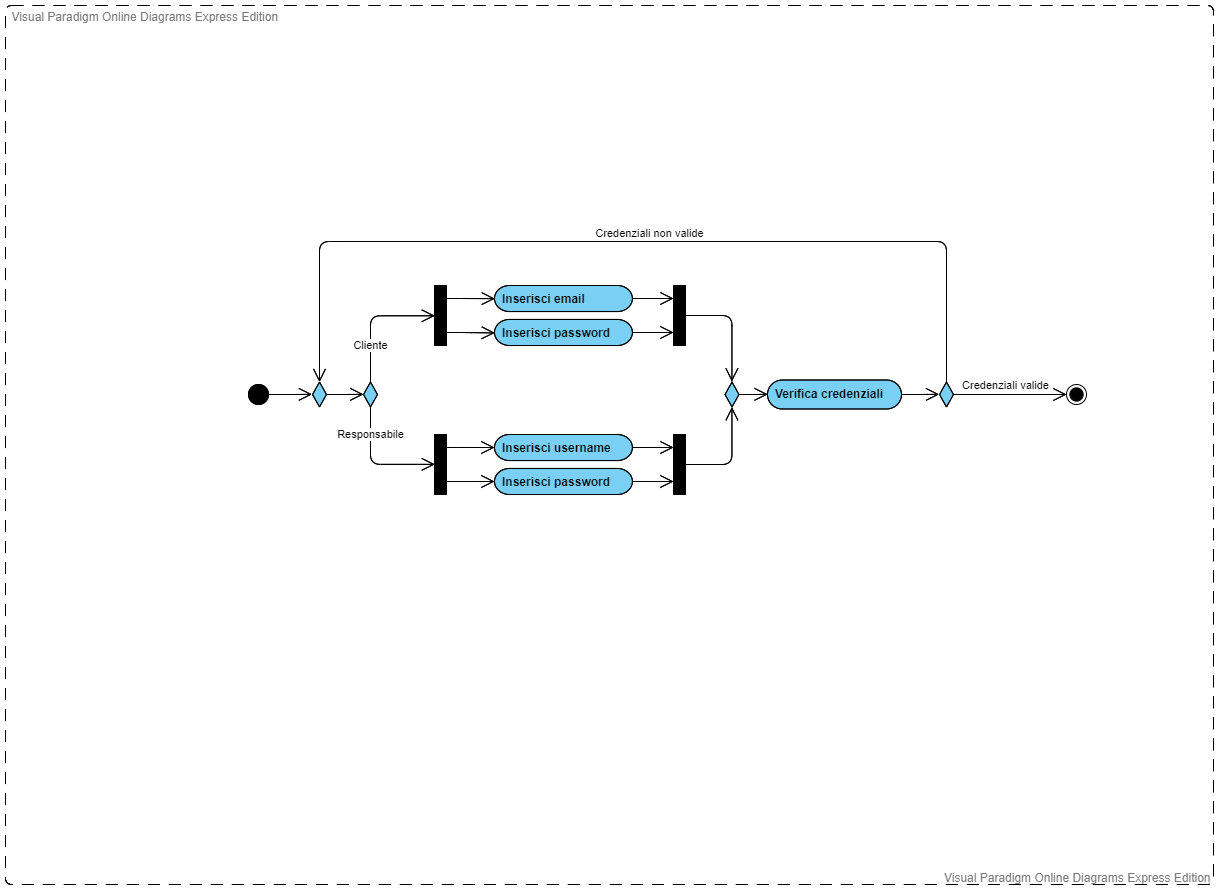 Visual Paradigm Online Diagrams Express Edition
Credenziali non valide
Inserisci email
Inserisci password
Cliente
Verifica credenziali
Credenziali valide
Responsabile
Inserisci username
Inserisci password
Visual Paradigm Online Diagrams Express Edition